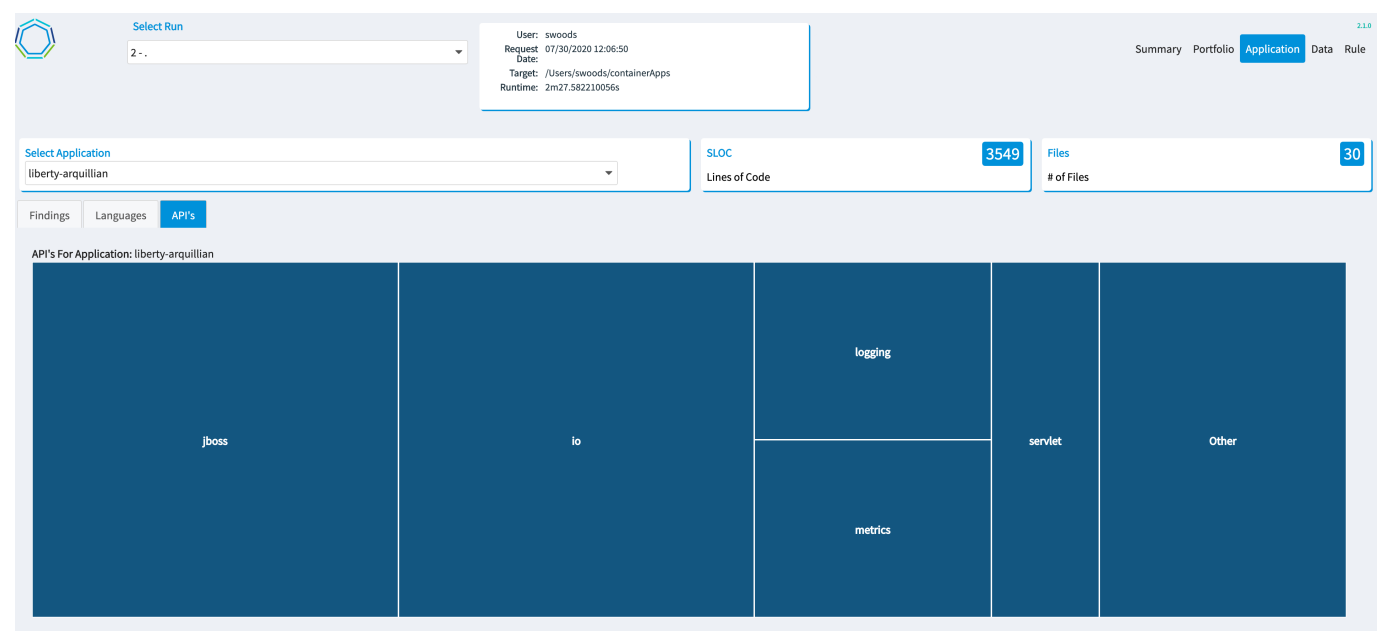 Select Run
2 - .
User: swoods
Request Date: 07/30/2020 12:06:50
Target: /Users/swoods/containerApps
Runtime: 2m27.582210056s
2.1.0
Summary Portfolio Application Data Rule
Select Application
liberty-arquillian
SLOC 3549
Lines of Code
Files 30
# of Files
Findings Languages API's
API's For Application: liberty-arquillian
jboss
io
logging
metrics
servlet
Other